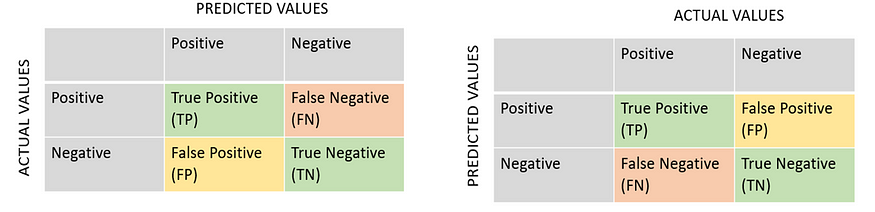 PREDICTED VALUES
ACTUAL VALUES
Positive
Negative
Positive
True Positive
(TP)
False Negative
(FN)
Negative
False Positive
(FP)
True Negative
(TN)
ACTUAL VALUES
PREDICTED VALUES
Positive
Negative
Positive
True Positive
(TP)
False Positive
(FP)
Negative
False Negative
(FN)
True Negative
(TN)